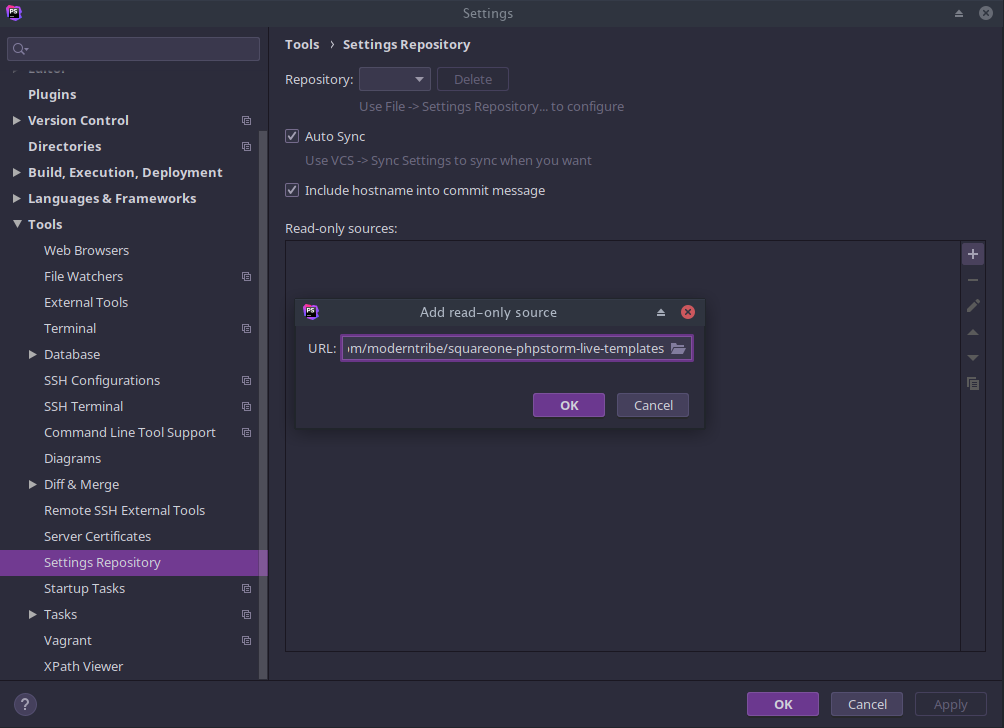 Settings
Editor
Plugins
Version Control
Directories
Build, Execution, Deployment
Languages & Frameworks
Tools
Web Browsers
File Watchers
External Tools
Terminal
Database
SSH Configurations
SSH Terminal
Command Line Tool Support
Diagrams
Diff & Merge
Remote SSH External Tools
Server Certificates
Settings Repository
Startup Tasks
Tasks
Vagrant
XPath Viewer
?
Tools › Settings Repository
Repository: Delete
Use File -> Settings Repository... to configure
Auto Sync
Use VCS -> Sync Settings to sync when you want
Include hostname into commit message
Read-only sources:
PS Add read-only source
URL: om/moderntribe/squareone-phpstorm-live-templates
OK Cancel
OK Cancel Apply